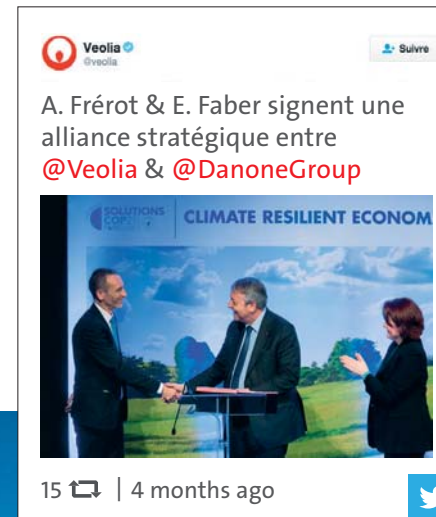 Veolia
@veolia
Suivre
A. Frérot & E. Faber signent une
alliance stratégique entre
@Veolia & @DanoneGroup
SOLUTIONS
COP21
CLIMATE RESILIENT ECONOM
15 | 4 months ago